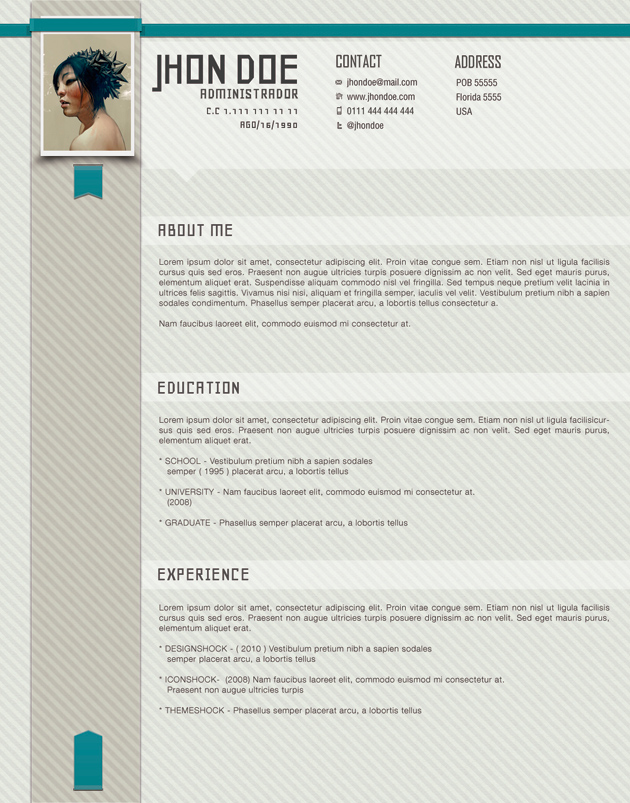 JHON DOE
ADMINISTRADOR
C.C 1.111 111 11 11
AGO/16/1990
CONTACT
jhondoe@mail.com
www.jhondoe.com
0111 444 444 444
@jhondoe
ADDRESS
POB 55555
Florida 5555
USA
ABOUT ME
Lorem ipsum dolor sit amet, consectetur adipiscing elit. Proin vitae congue sem. Etiam non nisl ut ligula facilisis
cursus quis sed eros. Praesent non augue ultricies turpis posuere dignissim ac non velit. Sed eget mauris purus,
elementum aliquet erat. Suspendisse aliquam commodo nisl vel fringilla. Sed tempus neque pretium velit lacinia in
ultrices felis sagittis. Vivamus nisi nisi, aliquam et fringilla semper, iaculis vel velit. Vestibulum pretium nibh a sapien
sodales condimentum. Phasellus semper placerat arcu, a lobortis tellus consectetur a.
Nam faucibus laoreet elit, commodo euismod mi consectetur at.
EDUCATION
Lorem ipsum dolor sit amet, consectetur adipiscing elit. Proin vitae congue sem. Etiam non nisl ut ligula facilisicur-
sus quis sed eros. Praesent non augue ultricies turpis posuere dignissim ac non velit. Sed eget mauris purus,
elementum aliquet erat.
* SCHOOL - Vestibulum pretium nibh a sapien sodales
semper ( 1995 ) placerat arcu, a lobortis tellus
* UNIVERSITY - Nam faucibus laoreet elit, commodo euismod mi consectetur at.
(2008)
* GRADUATE - Phasellus semper placerat arcu, a lobortis tellus
EXPERIENCE
Lorem ipsum dolor sit amet, consectetur adipiscing elit. Proin vitae congue sem. Etiam non nisl ut ligula facilisis
cursus quis sed eros. Praesent non augue ultricies turpis posuere dignissim ac non velit. Sed eget mauris purus,
elementum aliquet erat.
* DESIGNSHOCK - ( 2010 ) Vestibulum pretium nibh a sapien sodales
semper placerat arcu, a lobortis tellus
* ICONSHOCK- (2008) Nam faucibus laoreet elit, commodo euismod mi consectetur at.
Praesent non augue ultricies turpis
* THEMESHOCK - Phasellus semper placerat arcu, a lobortis tellus